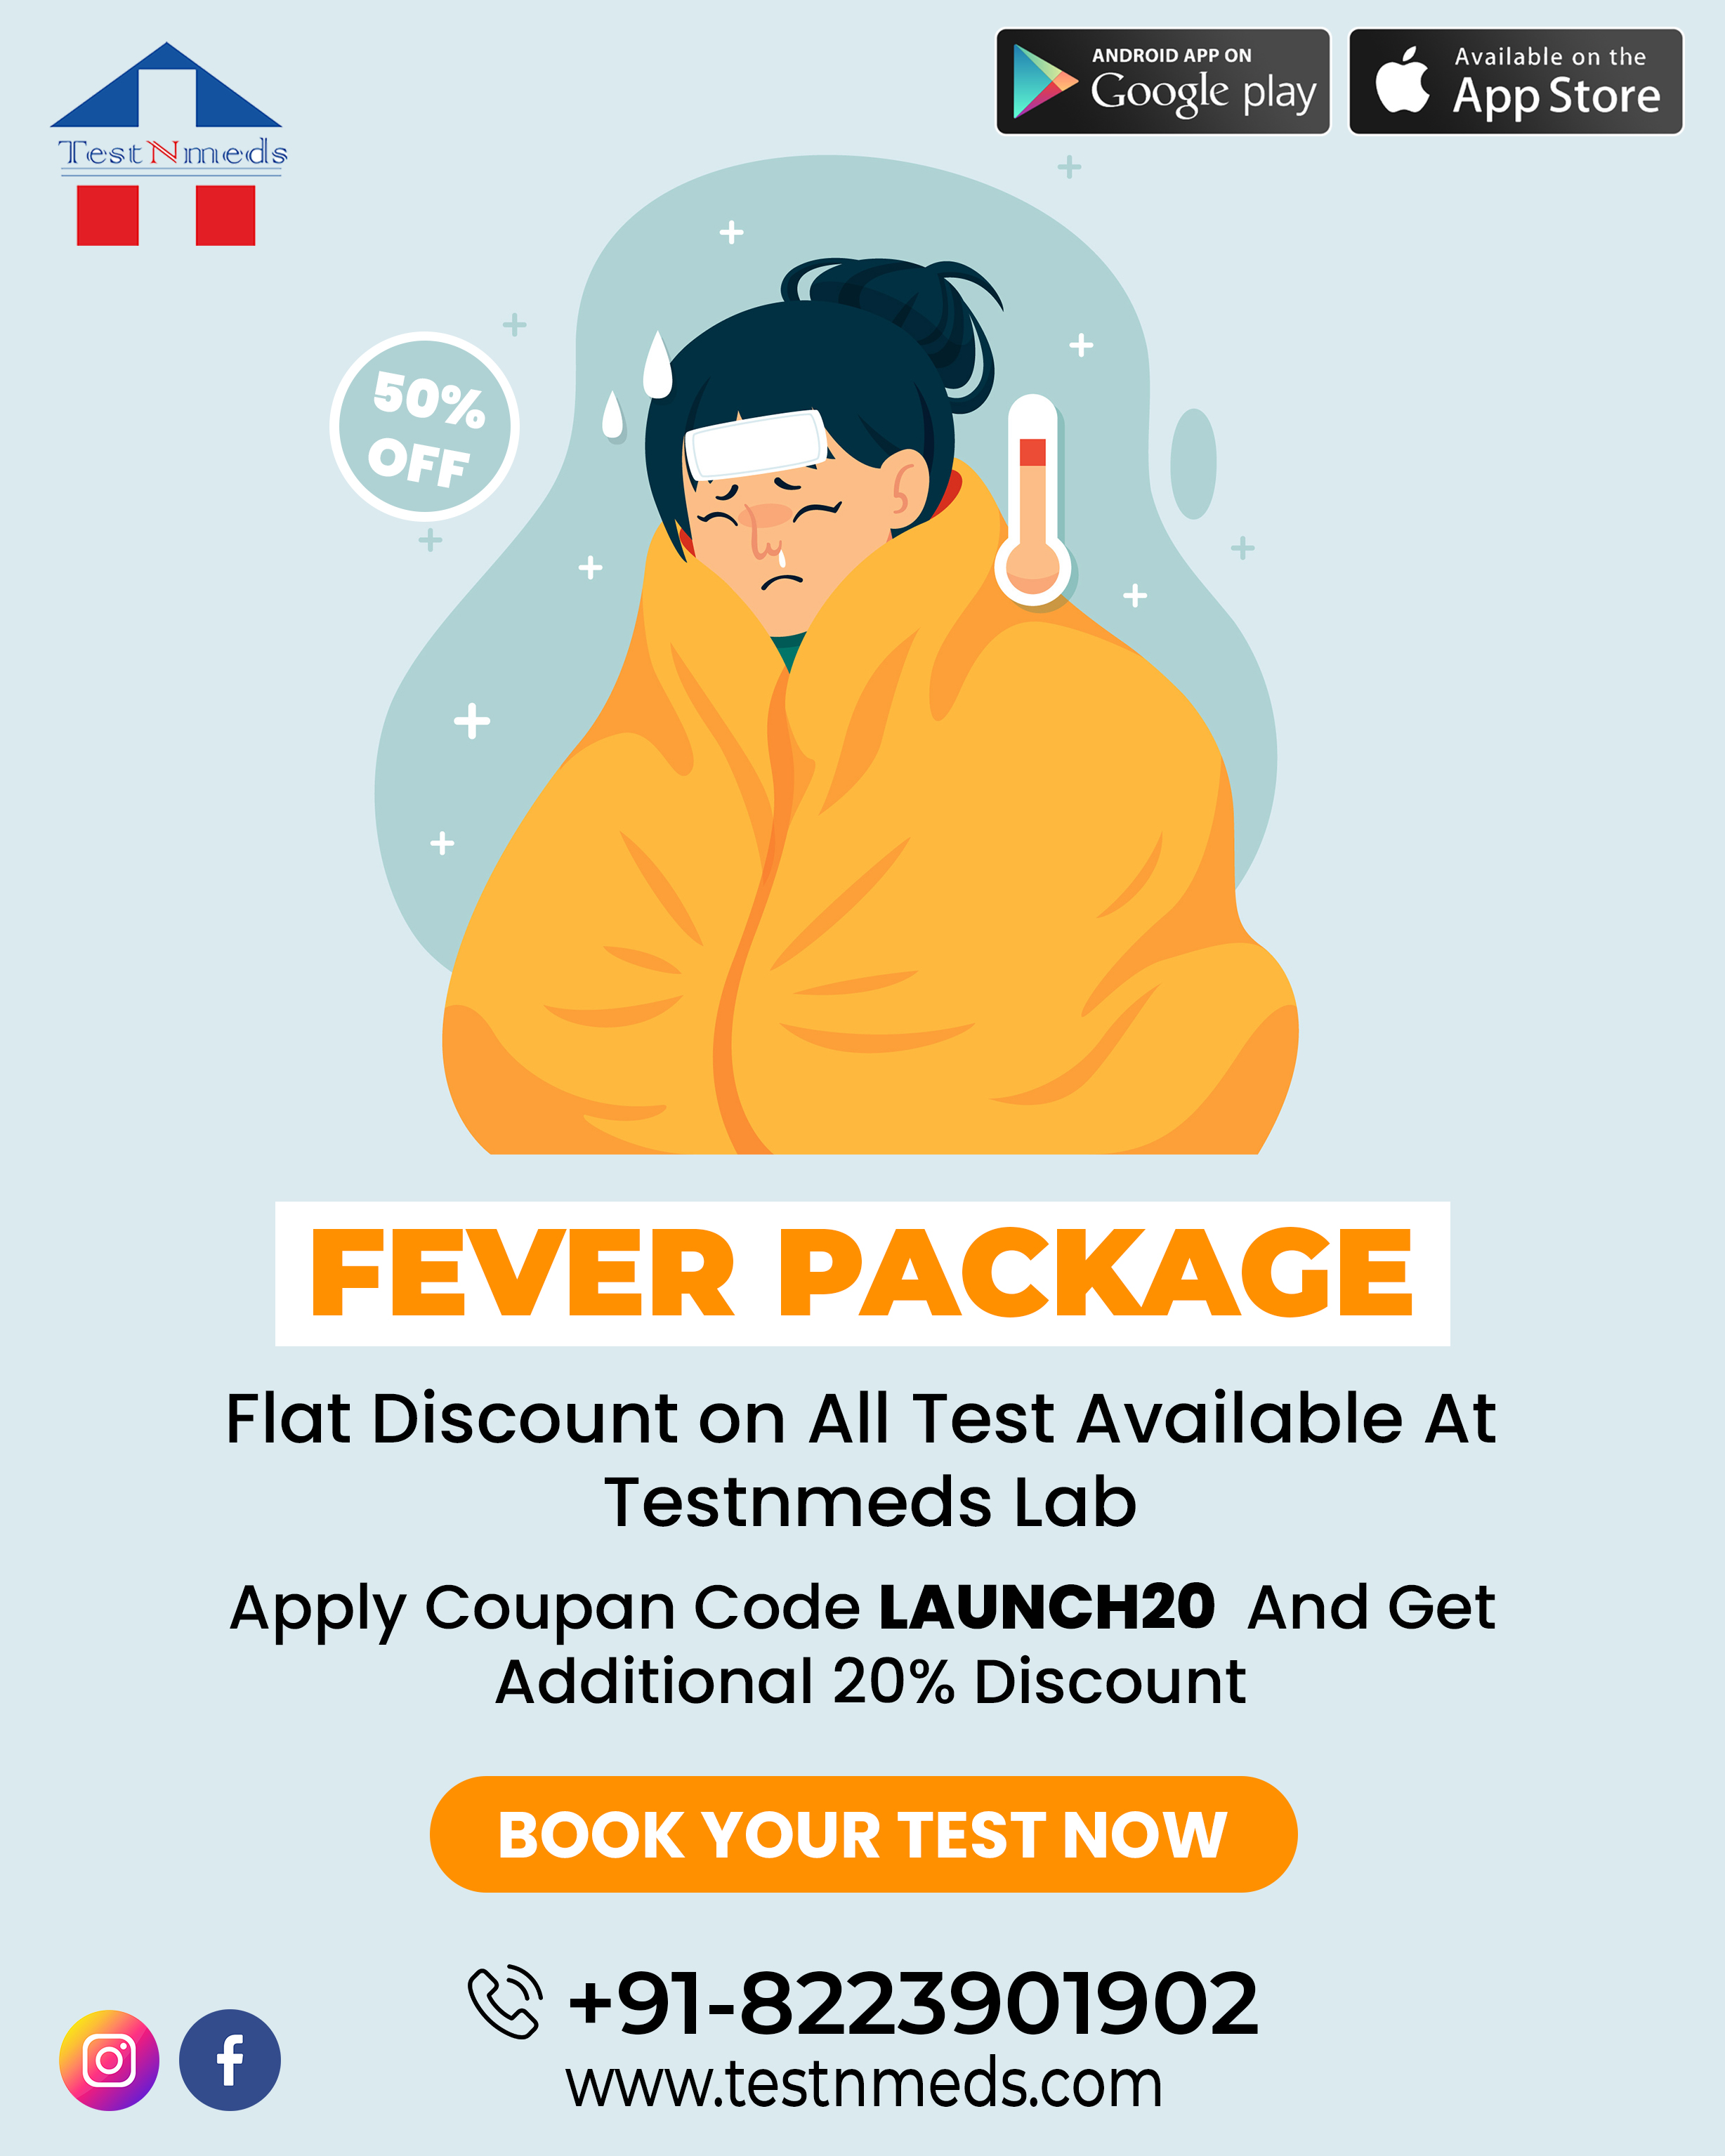 TestNmeds
ANDROID APP ON
Google play
Available on the
App Store
50%
OFF
FEVER PACKAGE
Flat Discount on All Test Available At
Testnmeds Lab
Apply Coupan Code LAUNCH20 And Get
Additional 20% Discount
BOOK YOUR TEST NOW
+91-8223901902
www.testnmeds.com